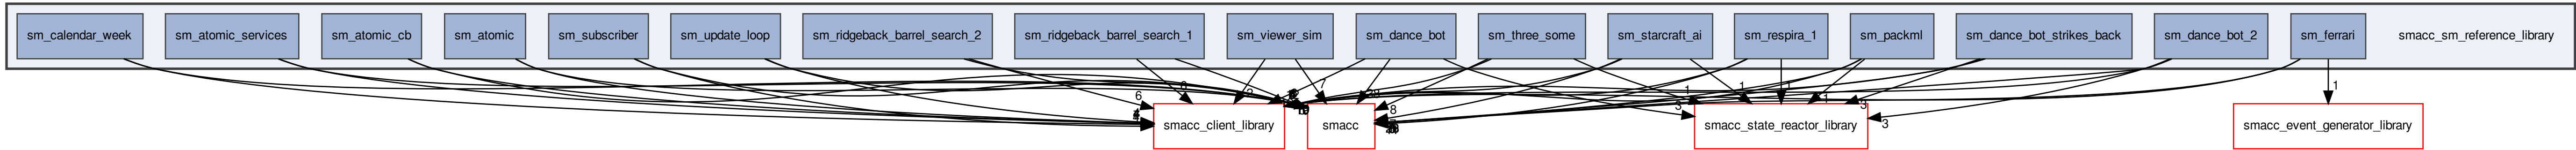 sm_calendar_week
sm_atomic_services
sm_atomic_cb
sm_atomic
sm_subscriber
sm_update_loop
sm_ridgeback_barrel_search_2
sm_ridgeback_barrel_search_1
sm_viewer_sim
sm_dance_bot
sm_three_some
sm_starcraft_ai
sm_respira_1
sm_packml
sm_dance_bot_strikes_back
sm_dance_bot_2
sm_ferrari
smacc_sm_reference_library
6
6
7
8
1
1
1
1
3
3
3
smacc_client_library
smacc
smacc_state_reactor_library
smacc_event_generator_library